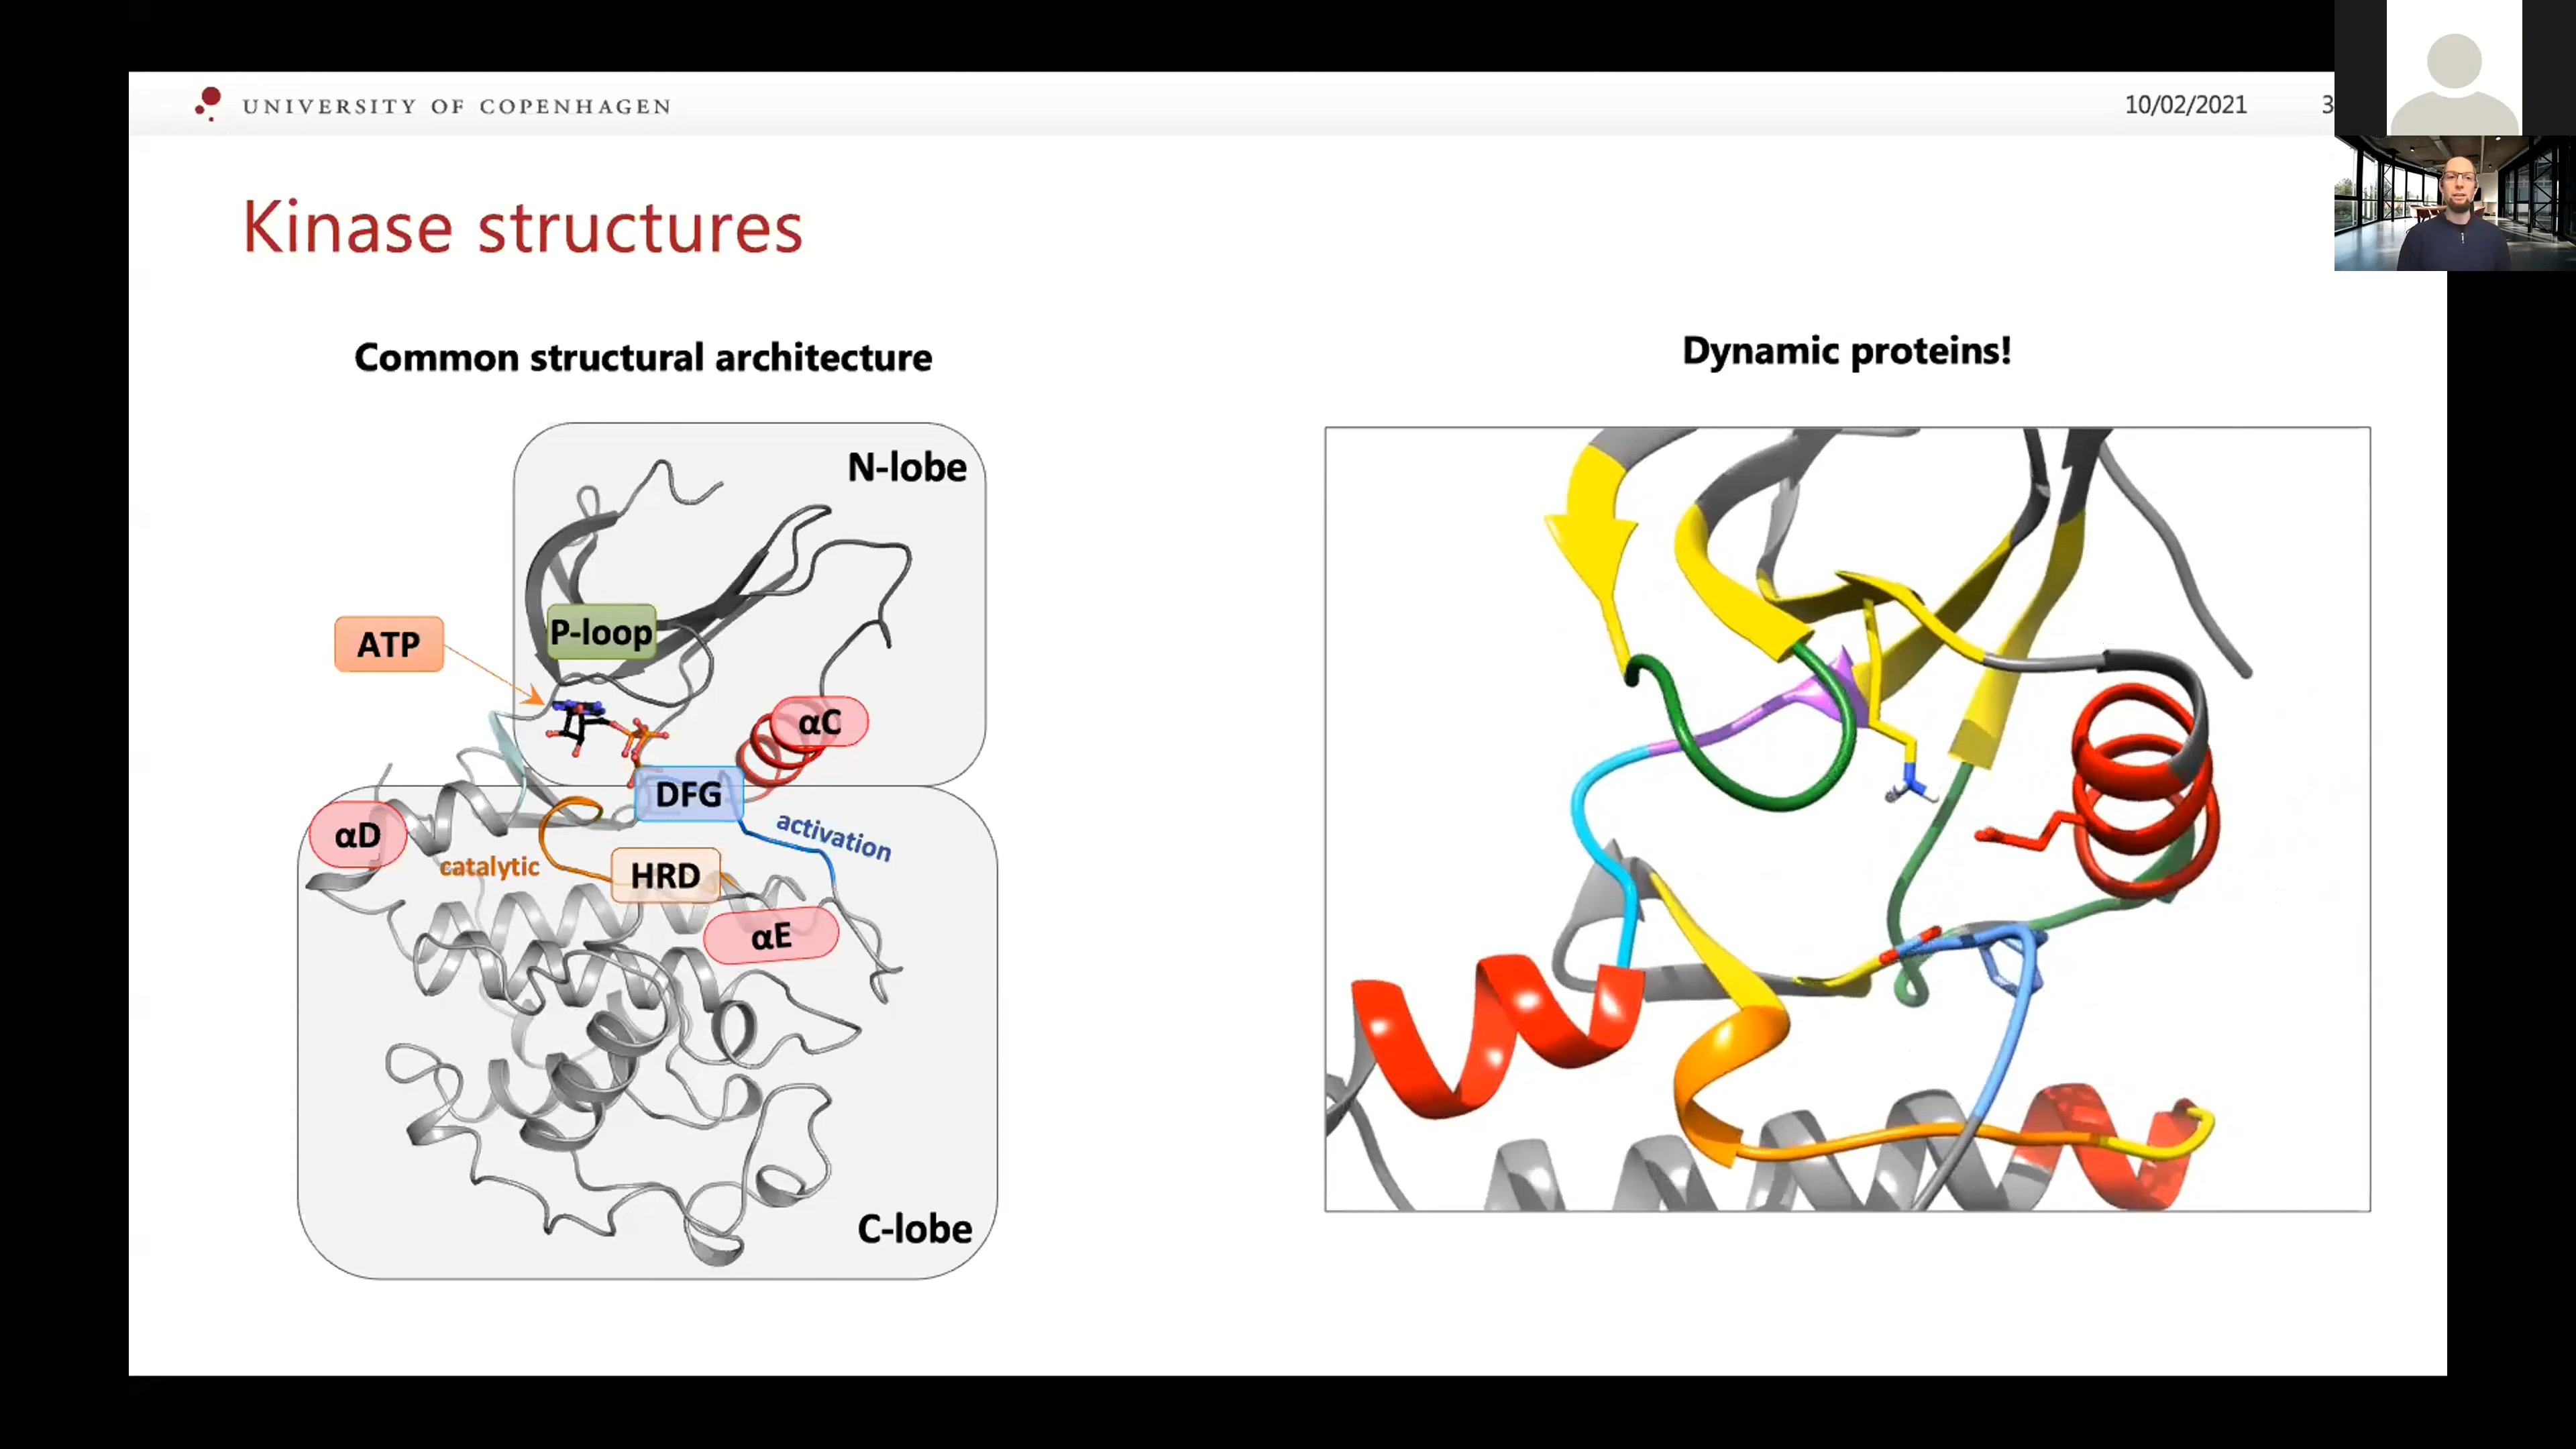 UNIVERSITY OF COPENHAGEN
10/02/2021
3
Kinase structures
Common structural architecture
Dynamic proteins!
N-lobe
P-loop
ATP
αC
DFG
αD
activation
catalytic
HRD
αE
C-lobe